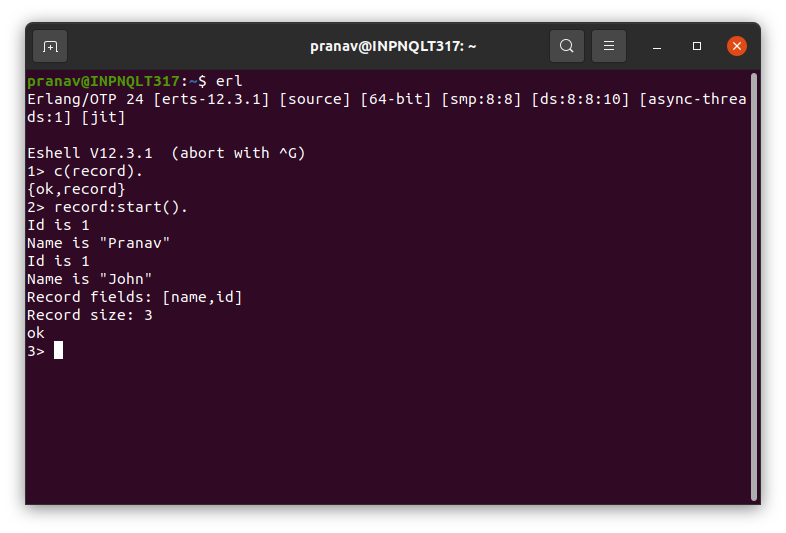 pranav@INPNQLT317: ~
pranav@INPNQLT317:~$ erl
Erlang/OTP 24 [erts-12.3.1] [source] [64-bit] [smp:8:8] [ds:8:8:10] [async-threa
ds:1] [jit]
Eshell V12.3.1  (abort with ^G)
1> c(record).
{ok,record}
2> record:start().
Id is 1
Name is "Pranav"
Id is 1
Name is "John"
Record fields: [name,id]
Record size: 3
ok
3>